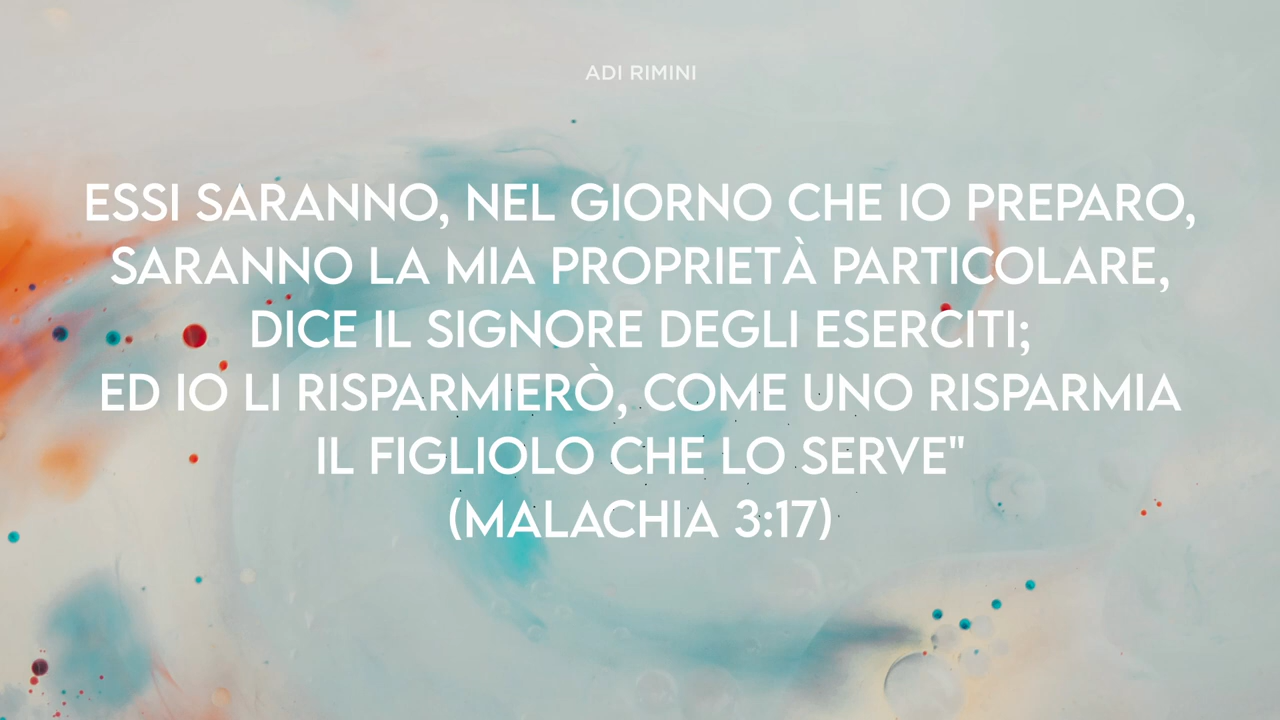 ADI RIMINI
ESSI SARANNO, NEL GIORNO CHE IO PREPARO,
SARANNO LA MIA PROPRIETÀ PARTICOLARE,
DICE IL SIGNORE DEGLI ESERCITI;
ED IO LI RISPARMIERÒ, COME UNO RISPARMIA
IL FIGLIOLO CHE LO SERVE"
(MALACHIA 3:17)